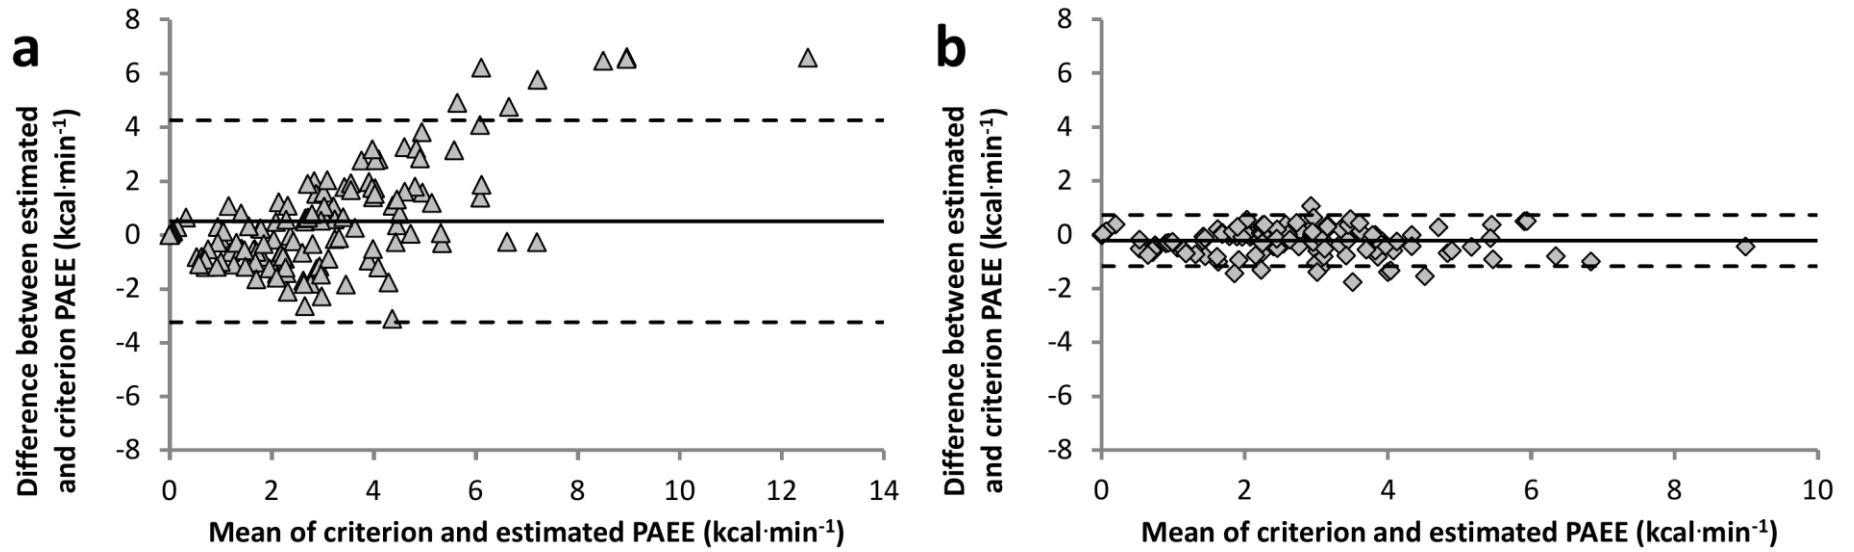 a
Difference between estimated
and criterion PAEE (kcal·min-1)
8
6
4
2
0
-2
-4
-6
-8
0 2 4 6 8 10 12 14
Mean of criterion and estimated PAEE (kcal·min-1)
b
Difference between estimated
and criterion PAEE (kcal·min-1)
8
6
4
2
0
-2
-4
-6
-8
0 2 4 6 8 10
Mean of criterion and estimated PAEE (kcal·min-1)